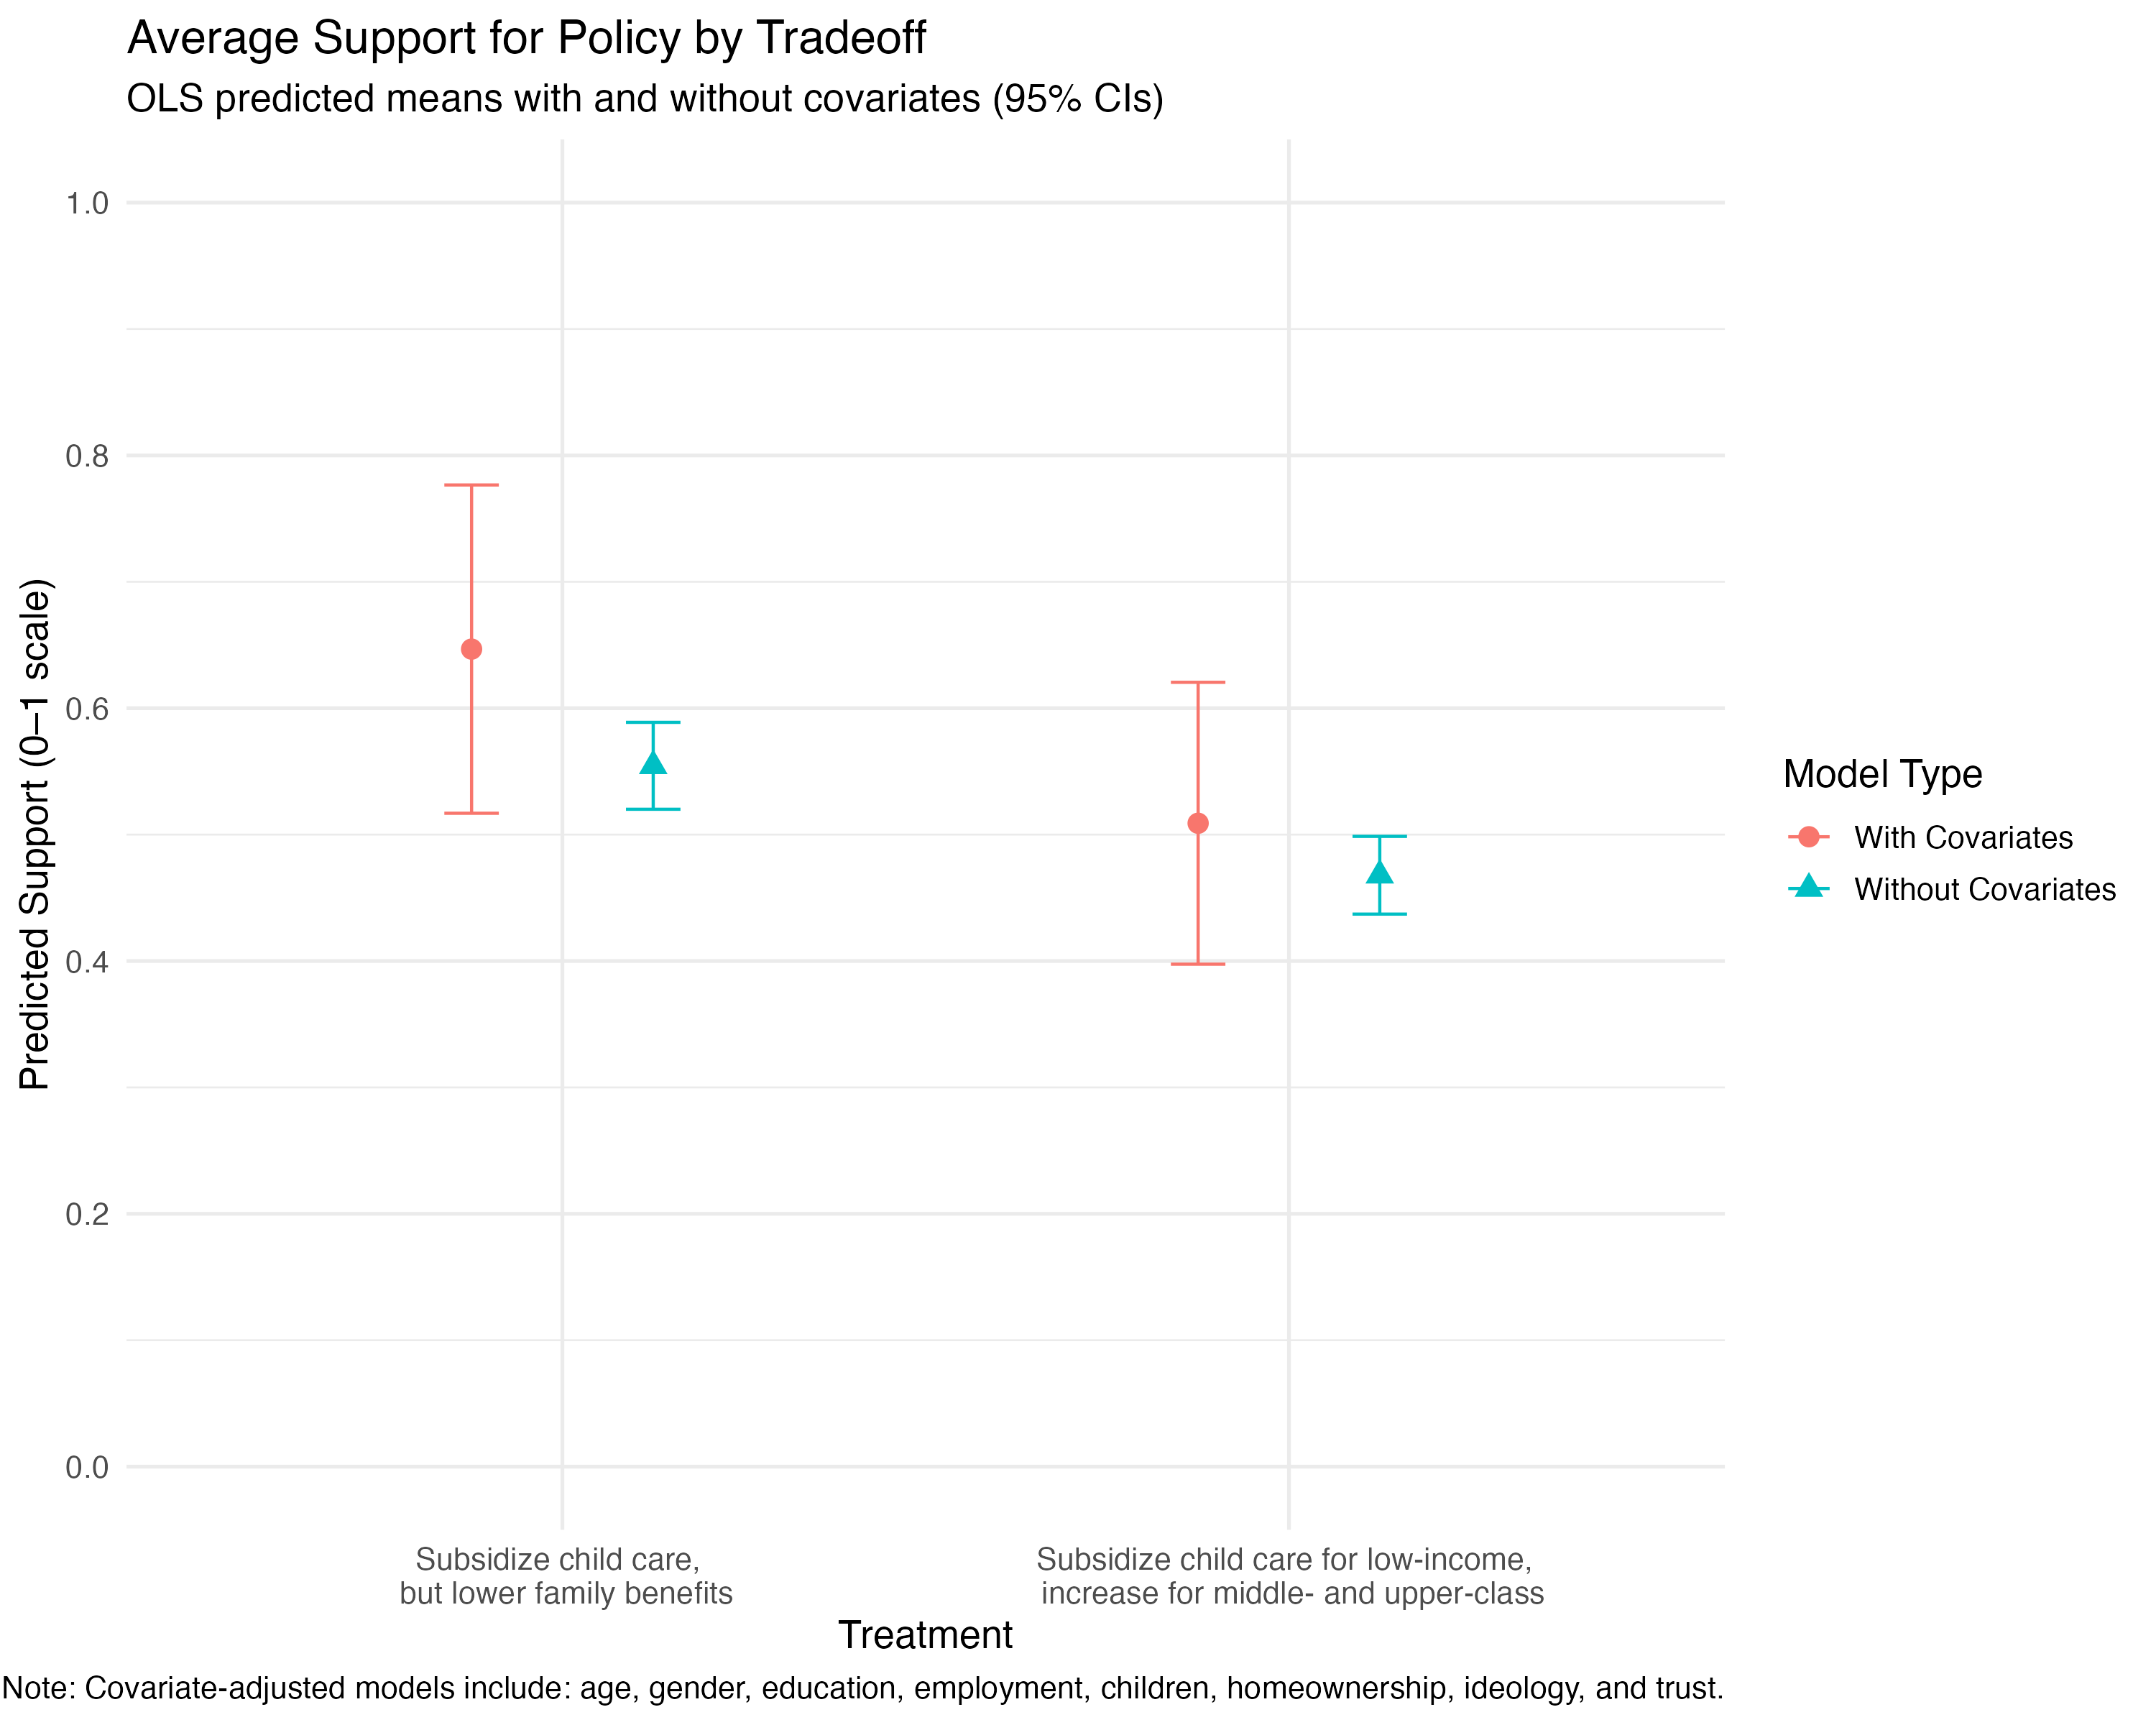 Average Support for Policy by Tradeoff
OLS predicted means with and without covariates (95% CIs)
Predicted Support (0–1 scale)
1.0
0.8
0.6
0.4
0.2
0.0
Subsidize child care,
but lower family benefits
Subsidize child care for low-income,
increase for middle- and upper-class
Treatment
Model Type
With Covariates
Without Covariates
Note: Covariate-adjusted models include: age, gender, education, employment, children, homeownership, ideology, and trust.